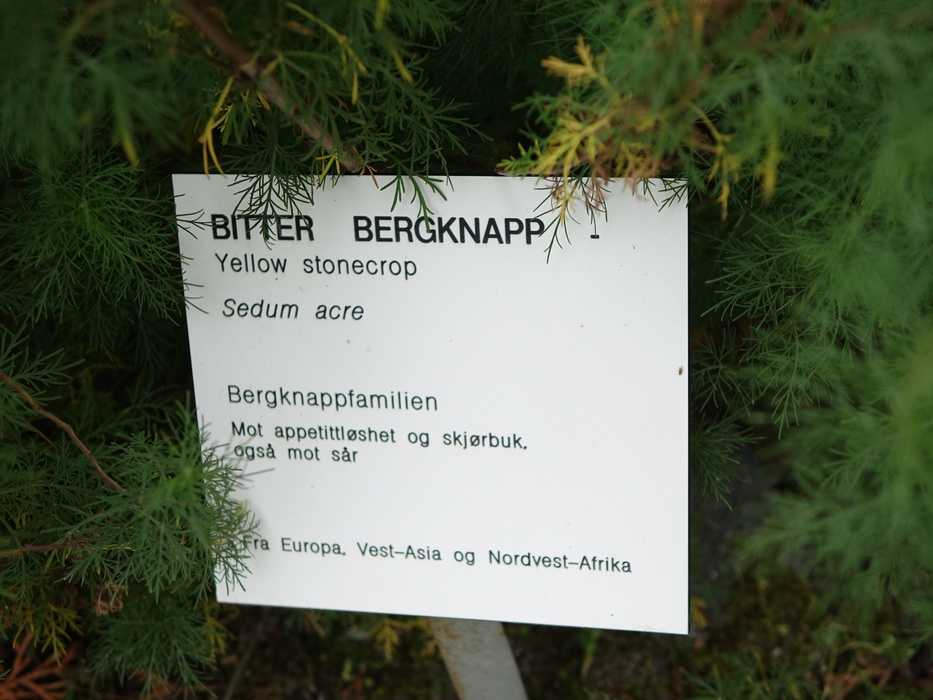 BITTER BERGKNAPP -
Yellow stonecrop
Sedum acre
Bergknappfamilien
Mot appetittløshet og skjørbuk,
også mot sår
Fra Europa, Vest-Asia og Nordvest-Afrika